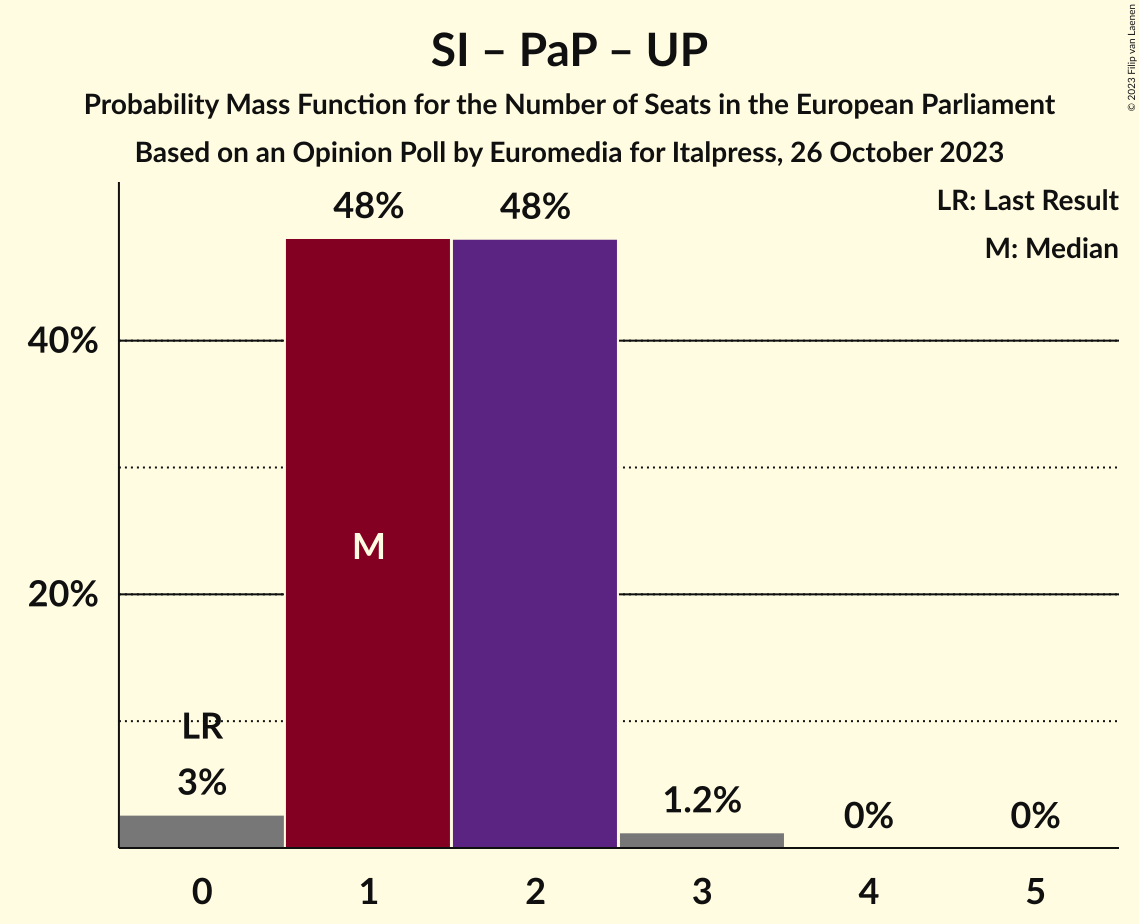 SI – PaP – UP
Probability Mass Function for the Number of Seats in the European Parliament
Based on an Opinion Poll by Euromedia for Italpress, 26 October 2023
© 2023 Filip van Laenen
LR: Last Result
M: Median
48% 48%
40%
M
20%
LR
3% 1.2% 0% 0%
0 1 2 3 4 5